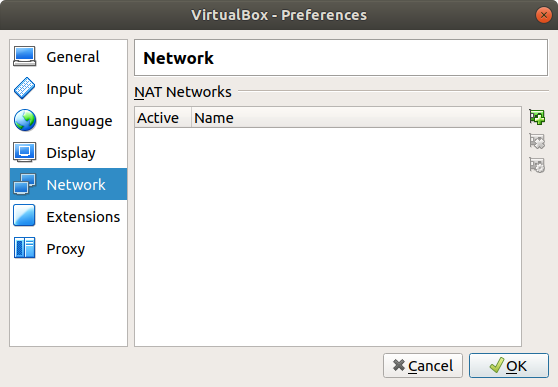 VirtualBox - Preferences
General
Input
Language
Display
Network
Extensions
Proxy
Network
NAT Networks
Active Name
Cancel OK